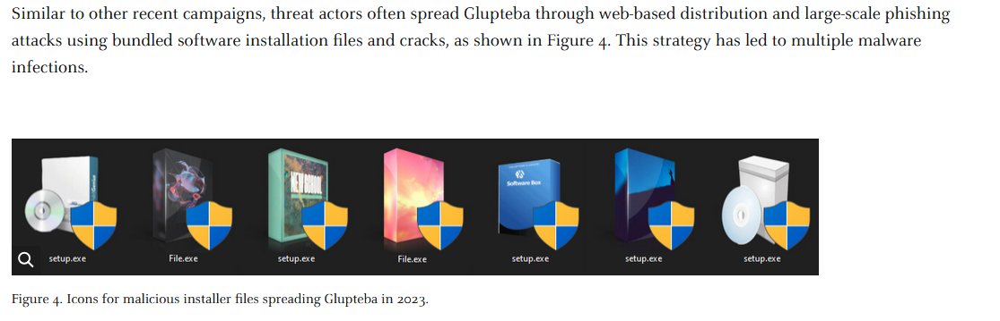 Similar to other recent campaigns, threat actors often spread Glupteba through web-based distribution and large-scale phishing
attacks using bundled software installation files and cracks, as shown in Figure 4. This strategy has led to multiple malware
infections.
Software Box
setup.exe
File.exe
setup.exe
File.exe
setup.exe
setup.exe
setup.exe
Figure 4. Icons for malicious installer files spreading Glupteba in 2023.